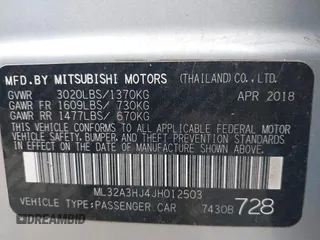 MFD.BY MITSUBISHI MOTORS (THAILAND)CO.,LTD.
GVWR 3020LBS/1370KG APR 2018
GAWR FR 1609LBS/ 730KG
GAWR RR 1477LBS/ 670KG
THIS VEHICLE CONFORMS TO ALL APPLICABLE FEDERAL MOTOR VEHICLE
SAFETY, BUMPER, AND THEFT PREVENTION STANDARDS IN EFFECT
ON THE DATE OF MANUFACTURE SHOWN ABOVE.
ML32A3HJ4JH012503
VEHICLE TYPE:PASSENGER CAR 7430B 728
DREAMBID